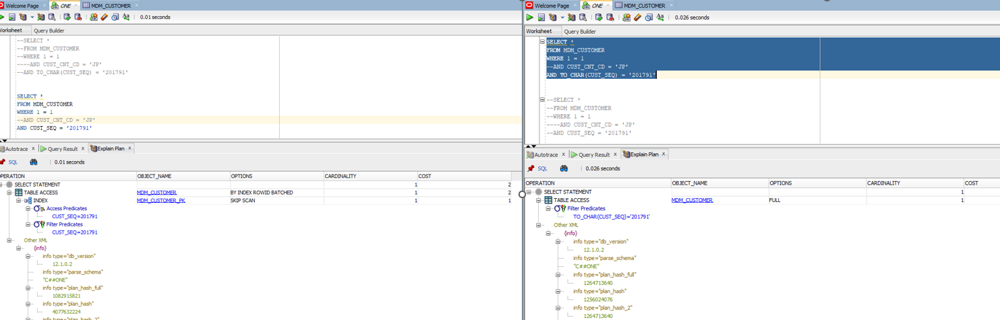 Welcome Page
ONE
MDM_CUSTOMER
0.01 seconds
Worksheet
Query Builder
--SELECT *
--FROM MDM_CUSTOMER
--WHERE 1 = 1
----AND CUST_CNT_CD = 'JP'
--AND TO_CHAR(CUST_SEQ) = '201791'
SELECT *
FROM MDM_CUSTOMER
WHERE 1 = 1
--AND CUST_CNT_CD = 'JP'
AND CUST_SEQ = '201791'
Autotrace
Query Result
Explain Plan
SQL
0.01 seconds
OPERATION OBJECT_NAME OPTIONS CARDINALITY COST
SELECT STATEMENT 1 2
TABLE ACCESS MDM_CUSTOMER BY INDEX ROWID BATCHED 1 2
INDEX MDM_CUSTOMER_PK SKIP SCAN 1 1
Access Predicates
CUST_SEQ=201791
Filter Predicates
CUST_SEQ=201791
Other XML
{info}
info type="db_version"
12.1.0.2
info type="parse_schema"
"C##ONE"
info type="plan_hash_full"
1082915821
info type="plan_hash"
4077632224
info type="plan_hash_2"
Welcome Page
ONE
MDM_CUSTOMER
0.026 seconds
Worksheet
Query Builder
SELECT *
FROM MDM_CUSTOMER
WHERE 1 = 1
--AND CUST_CNT_CD = 'JP'
AND TO_CHAR(CUST_SEQ) = '201791'
--SELECT *
--FROM MDM_CUSTOMER
--WHERE 1 = 1
----AND CUST_CNT_CD = 'JP'
--AND CUST_SEQ = '201791'
Autotrace
Query Result
Explain Plan
SQL
0.026 seconds
OPERATION OBJECT_NAME OPTIONS CARDINALITY COST
SELECT STATEMENT 1
TABLE ACCESS MDM_CUSTOMER FULL 1
Filter Predicates
TO_CHAR(CUST_SEQ)='201791'
Other XML
{info}
info type="db_version"
12.1.0.2
info type="parse_schema"
"C##ONE"
info type="plan_hash_full"
1264713640
info type="plan_hash"
1256024076
info type="plan_hash_2"
1264713640